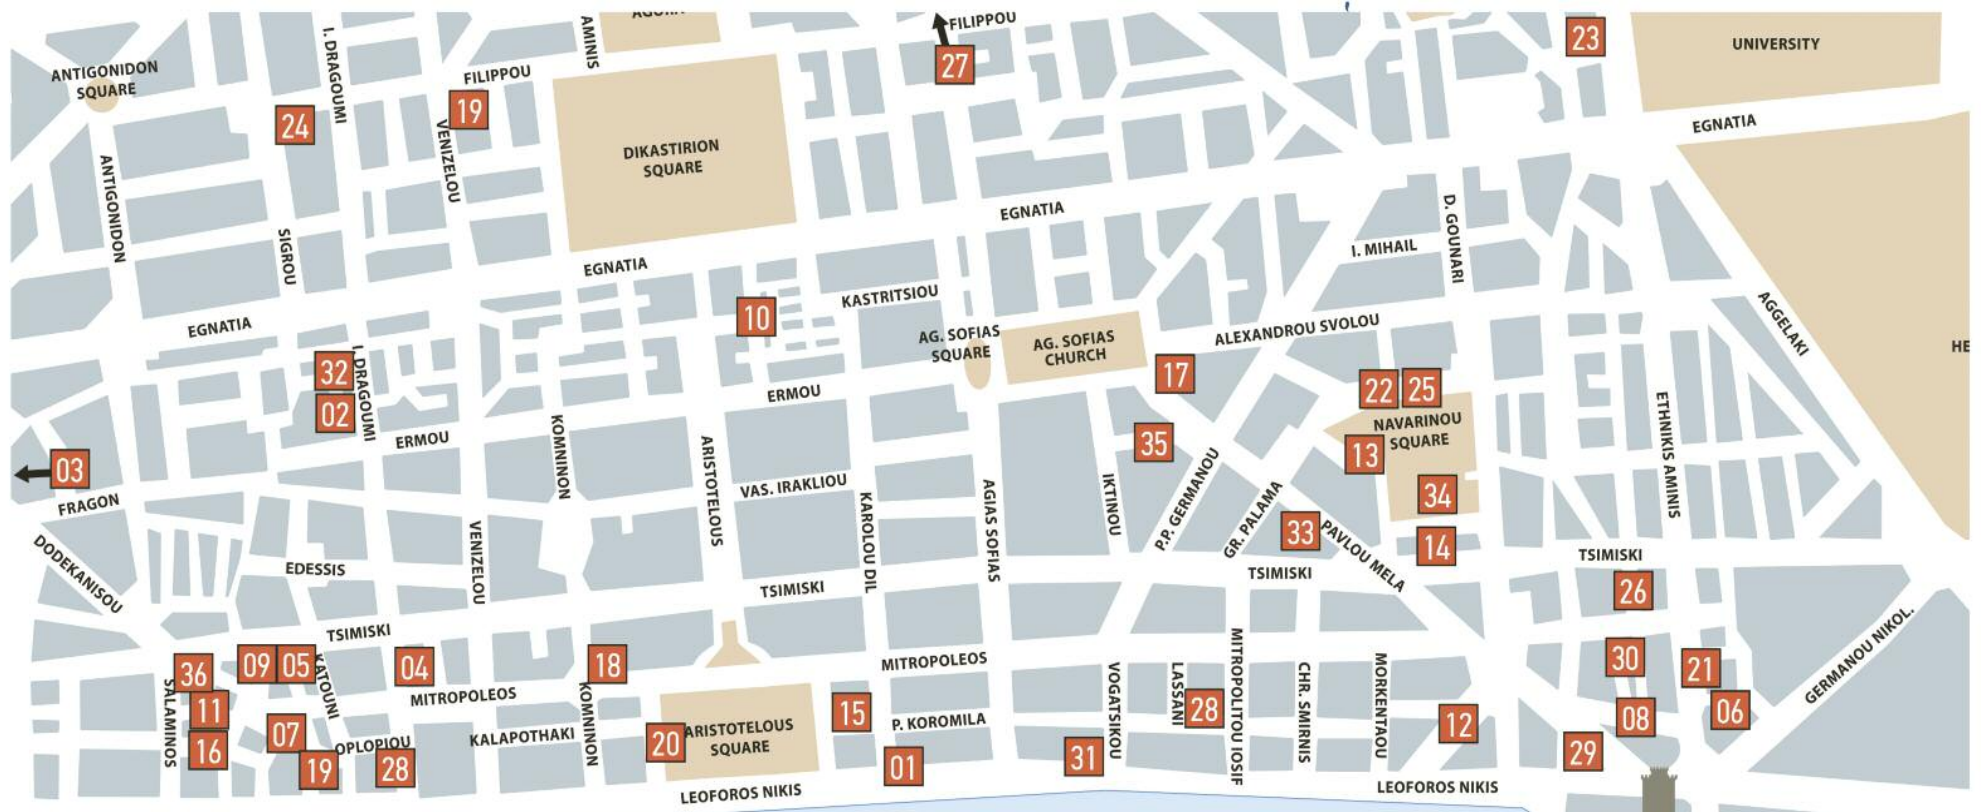 FILIPPOU
23
UNIVERSITY
I. DRAGOUMI
AMINIS
27
ANTIGONIDON
SQUARE
FILIPPOU
19
24
EGNATIA
VENIZELOU
DIKASTIRION
SQUARE
ANTIGONIDON
EGNATIA
D. GOUNARI
SIGROU
I. MIHAIL
EGNATIA
KASTRITSIOU
10
EGNATIA
AG. SOFIAS
SQUARE
AG. SOFIAS
CHURCH
ALEXANDROU SVOLOU
AGGELAKI
HE
32
I. DRAGOUMI
17
22
25
ERMOU
02
NAVARINOU
SQUARE
ETHNIKIS AMINIS
ERMOU
KOMNINON
ARISTOTELOUS
35
13
03
VAS. IRAKLIOU
FRAGON
KAROLOU DIL
AGIAS SOFIAS
IKTINOU
P.P. GERMANOU
GR. PALAMA
34
33
PAVLOU MELA
14
DODEKANISOU
VENIZELOU
EDESSIS
TSIMISKI
TSIMISKI
TSIMISKI
26
TSIMISKI
GERMANOU NIKOL.
36
09
05
KATOUNI
04
18
MITROPOLEOS
30
21
MITROPOLEOS
SALAMINOS
11
KOMNINON
VOGATSIKOU
LASSANI
28
MITROPOLITOU IOSIF
CHR. SMIRNIS
MORKENTAOU
15
P. KOROMILA
12
08
06
16
07
OPLOPIOU
KALAPOTHAKI
20
ARISTOTELOUS
SQUARE
19
28
01
31
29
LEOFOROS NIKIS
LEOFOROS NIKIS